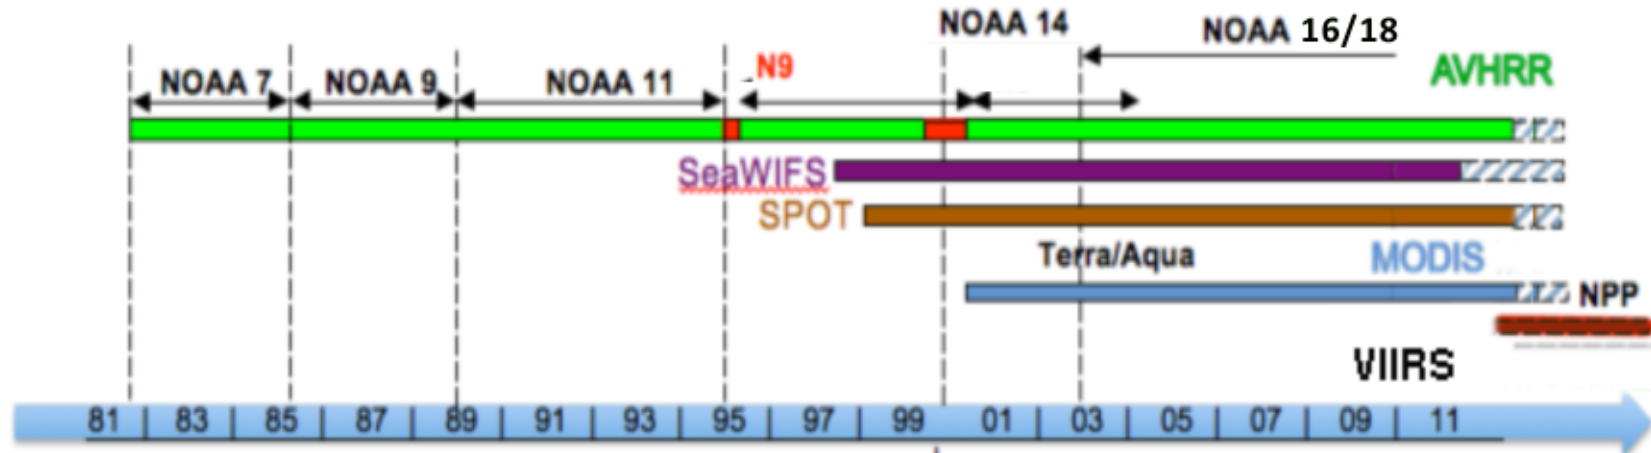 NOAA 14
NOAA 16/18
NOAA 7
NOAA 9
NOAA 11
N9
AVHRR
SeaWIFS
SPOT
Terra/Aqua
MODIS
NPP
VIIRS
81 | 83 | 85 | 87 | 89 | 91 | 93 | 95 | 97 | 99 01 | 03 | 05 | 07 | 09 | 11